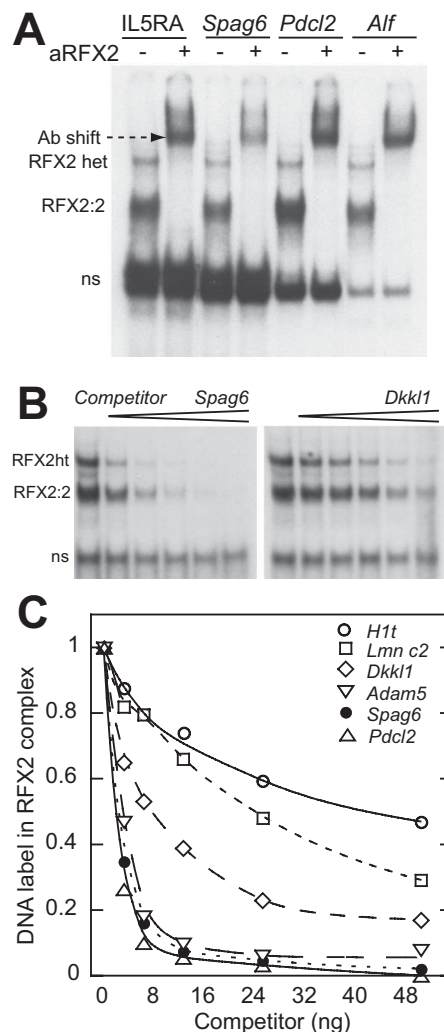 A
IL5RA Spag6 Pdcl2 Alf
aRFX2 - + - + - + - +
Ab shift
RFX2 het
RFX2:2
ns
B
Competitor Spag6 Dkkl1
RFX2ht
RFX2:2
ns
C
H1t
Lmn c2
Dkkl1
Adam5
Spag6
Pdcl2
DNA label in RFX2 complex
1
0.8
0.6
0.4
0.2
0
0 8 16 24 32 40 48
Competitor (ng)